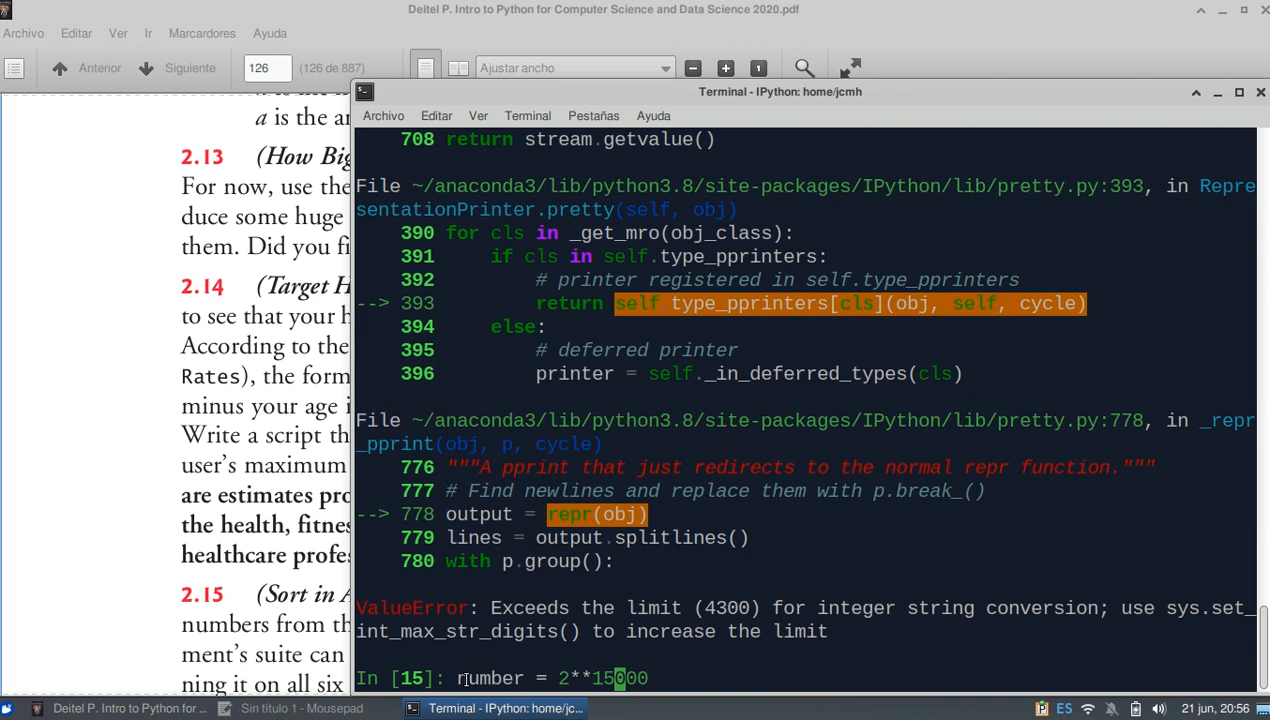 Deitel P. Intro to Python for Computer Science and Data Science 2020.pdf
Archivo Editar Ver Ir Marcadores Ayuda
Anterior Siguiente 126 (126 de 887) Ajustar ancho
a is the an
2.13 (How Big
For now, use the
duce some huge
them. Did you fi
2.14 (Target H
to see that your h
According to the
Rates), the form
minus your age i
Write a script th
user's maximum
are estimates pro
the health, fitnes
healthcare profes
2.15 (Sort in A
numbers from th
ment's suite can
ning it on all six
Terminal - IPython: home/jcmh
Archivo Editar Ver Terminal Pestañas Ayuda
708 return stream.getvalue()
File ~/anaconda3/lib/python3.8/site-packages/IPython/lib/pretty.py:393, in Repre
sentationPrinter.pretty(self, obj)
390 for cls in _get_mro(obj_class):
391 if cls in self.type_pprinters:
392 # printer registered in self.type_pprinters
--> 393 return self.type_pprinters[cls](obj, self, cycle)
394 else:
395 # deferred printer
396 printer = self._in_deferred_types(cls)
File ~/anaconda3/lib/python3.8/site-packages/IPython/lib/pretty.py:778, in _repr
_pprint(obj, p, cycle)
776 """A pprint that just redirects to the normal repr function."""
777 # Find newlines and replace them with p.break_()
--> 778 output = repr(obj)
779 lines = output.splitlines()
780 with p.group():
ValueError: Exceeds the limit (4300) for integer string conversion; use sys.set_
int_max_str_digits() to increase the limit
In [15]: number = 2**15000
Deitel P. Intro to Python for ... Sin título 1 - Mousepad Terminal - IPython: home/jc... ES 21 jun, 20:56